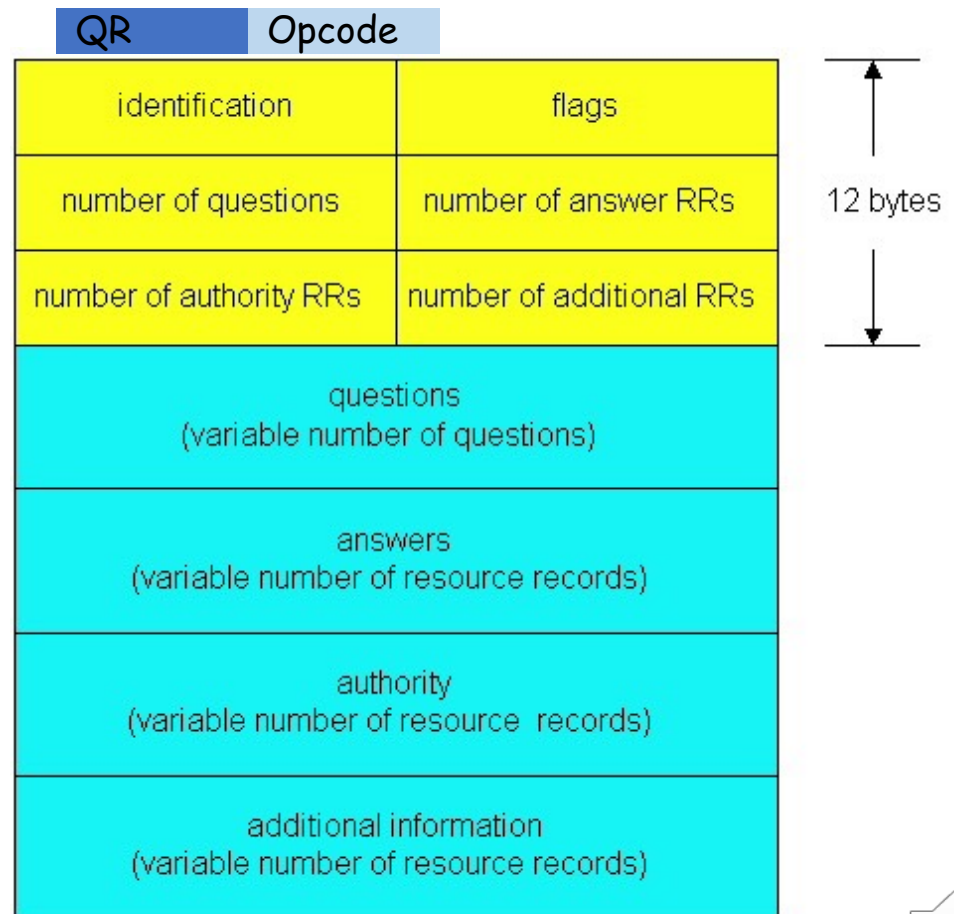 QR Opcode
identification flags
number of questions number of answer RRs 12 bytes
number of authority RRs number of additional RRs
questions
(variable number of questions)
answers
(variable number of resource records)
authority
(variable number of resource records)
additional information
(variable number of resource records)